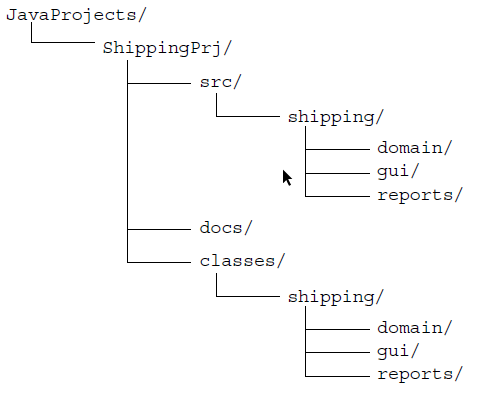 JavaProjects/
ShippingPrj/
src/
shipping/
domain/
gui/
reports/
docs/
classes/
shipping/
domain/
gui/
reports/